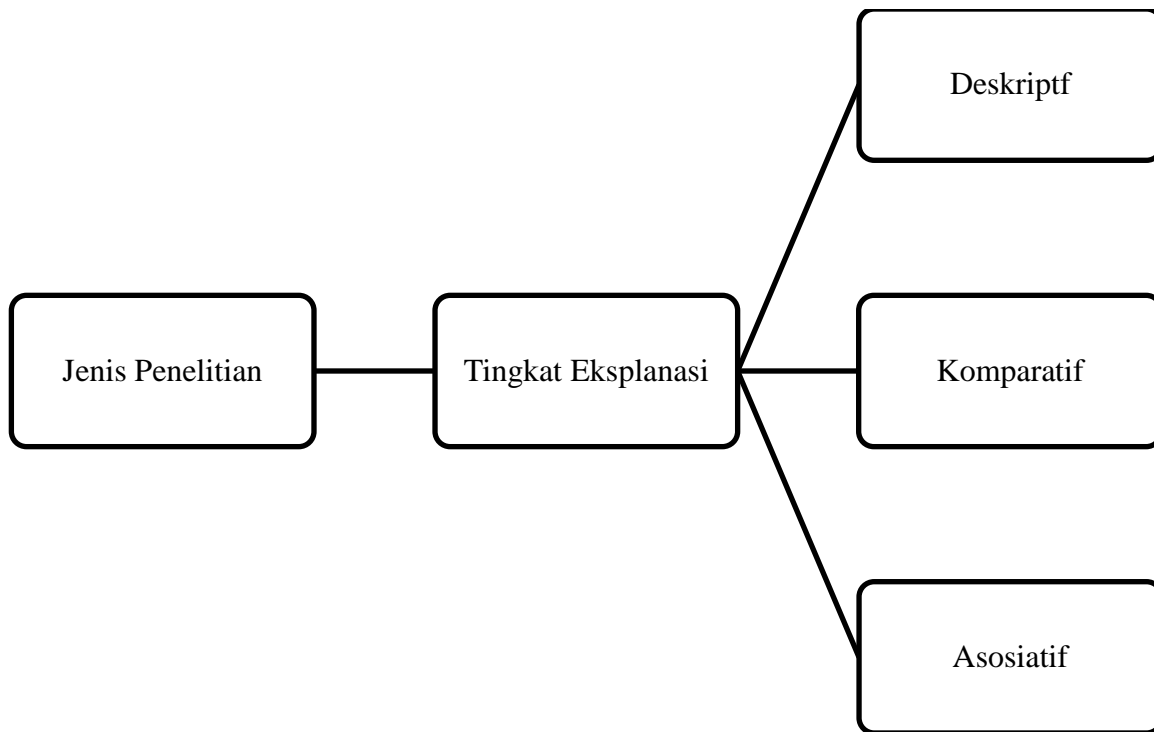 Deskriptf
Jenis Penelitian
Tingkat Eksplanasi
Komparatif
Asosiatif